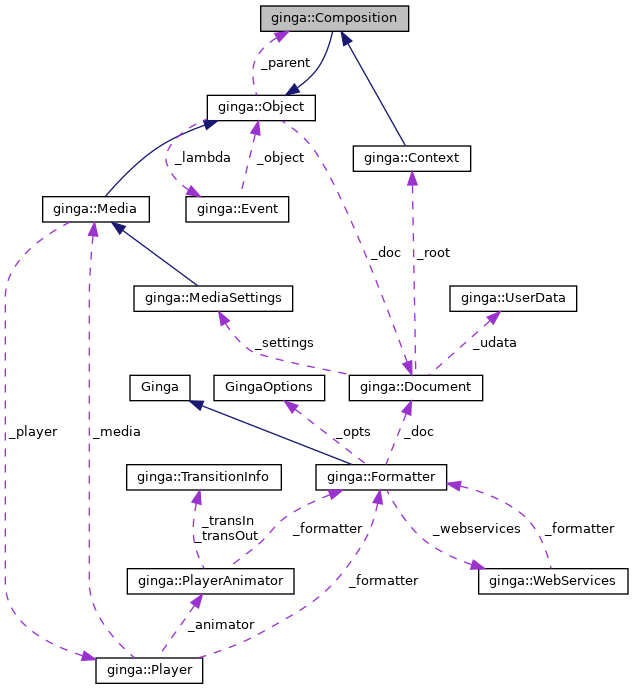 ginga::Composition
_parent
ginga::Object
_lambda
_object
ginga::Context
ginga::Media
ginga::Event
_doc
_root
ginga::MediaSettings
ginga::UserData
_settings
_udata
Ginga
GingaOptions
ginga::Document
_player
_media
_opts
_doc
ginga::TransitionInfo
ginga::Formatter
_transIn
_transOut
_formatter
_webservices
_formatter
ginga::PlayerAnimator
_formatter
ginga::WebServices
_animator
ginga::Player